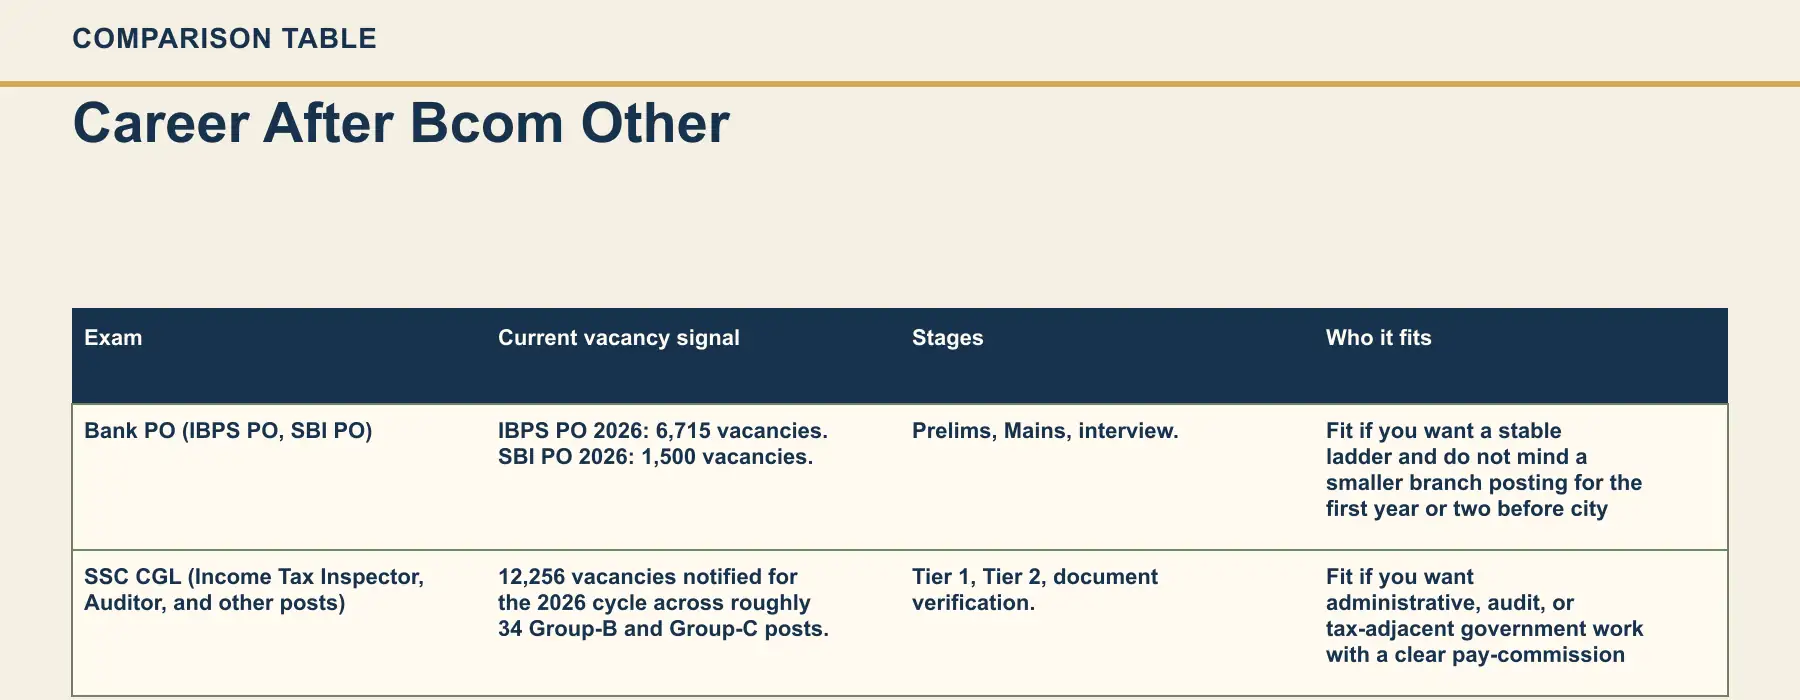 COMPARISON TABLE
Career After Bcom Other
Exam
Current vacancy signal
Stages
Who it fits
Bank PO (IBPS PO, SBI PO)
IBPS PO 2026: 6,715 vacancies.
SBI PO 2026: 1,500 vacancies.
Prelims, Mains, interview.
Fit if you want a stable
ladder and do not mind a
smaller branch posting for the
first year or two before city
SSC CGL (Income Tax Inspector,
Auditor, and other posts)
12,256 vacancies notified for
the 2026 cycle across roughly
34 Group-B and Group-C posts.
Tier 1, Tier 2, document
verification.
Fit if you want
administrative, audit, or
tax-adjacent government work
with a clear pay-commission